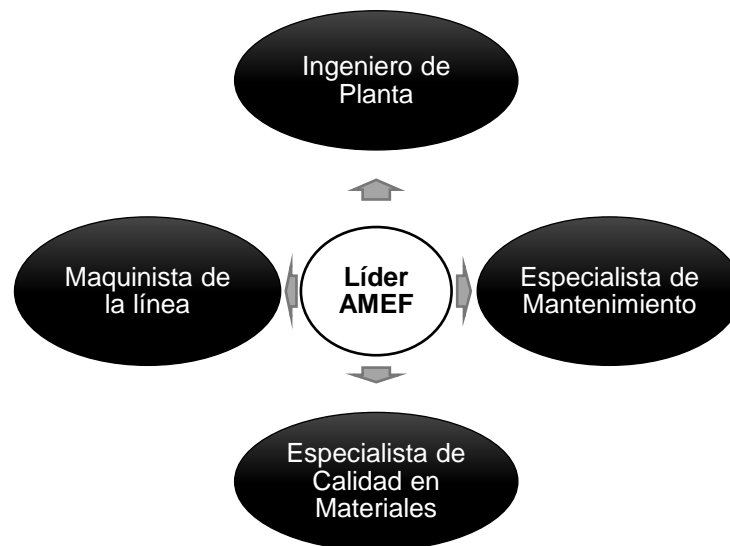 Ingeniero de
Planta
Maquinista de
la línea
Líder
AMEF
Especialista de
Mantenimiento
Especialista de
Calidad en
Materiales